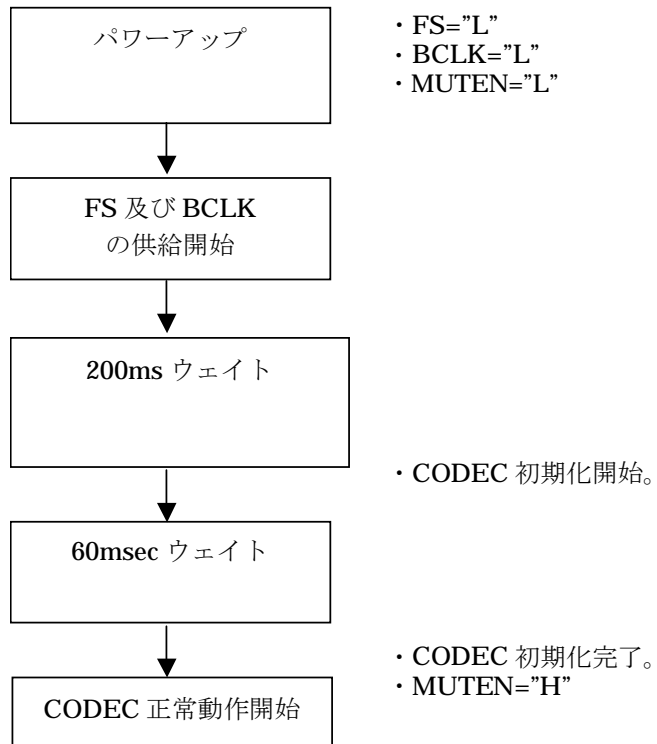 パワーアップ
・FS=”L”
・BCLK=”L”
・MUTEN=”L”
FS 及び BCLK
の供給開始
200ms ウェイト
・CODEC 初期化開始。
60msec ウェイト
・CODEC 初期化完了。
・MUTEN=”H”
CODEC 正常動作開始